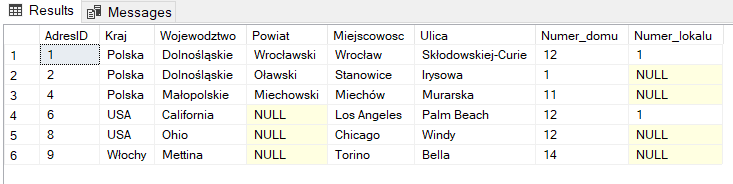 Results Messages
AdresID Kraj Wojewodztwo Powiat Miejscowosc Ulica Numer_domu Numer_lokalu
1 1 Polska Dolnośląskie Wrocławski Wrocław Skłodowskiej-Curie 12 1
2 2 Polska Dolnośląskie Oławski Stanowice Irysowa 1 NULL
3 4 Polska Małopolskie Miechowski Miechów Murarska 11 NULL
4 6 USA California NULL Los Angeles Palm Beach 12 1
5 8 USA Ohio NULL Chicago Windy 12 NULL
6 9 Włochy Mettina NULL Torino Bella 14 NULL